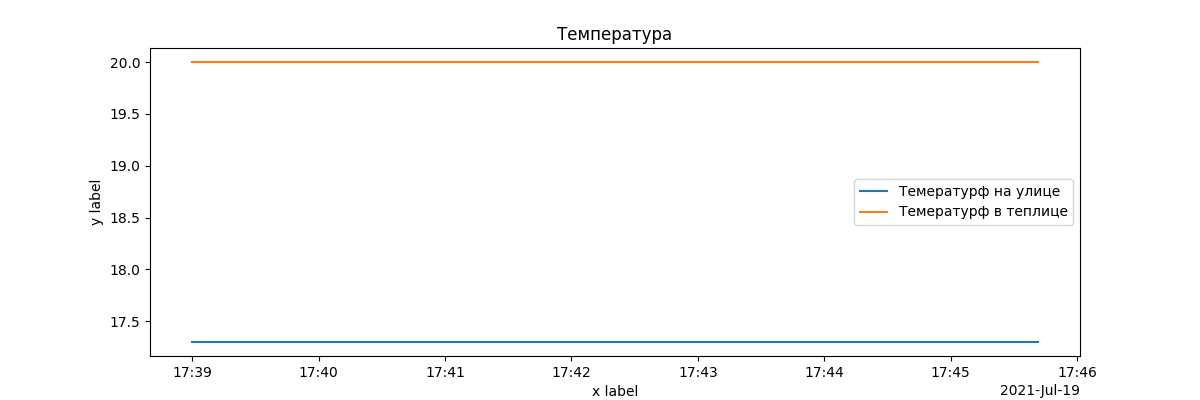 Температура
20.0
19.5
19.0
18.5
18.0
17.5
y label
Темературф на улице
Темературф в теплице
17:39 17:40 17:41 17:42 17:43 17:44 17:45 17:46
x label
2021-Jul-19